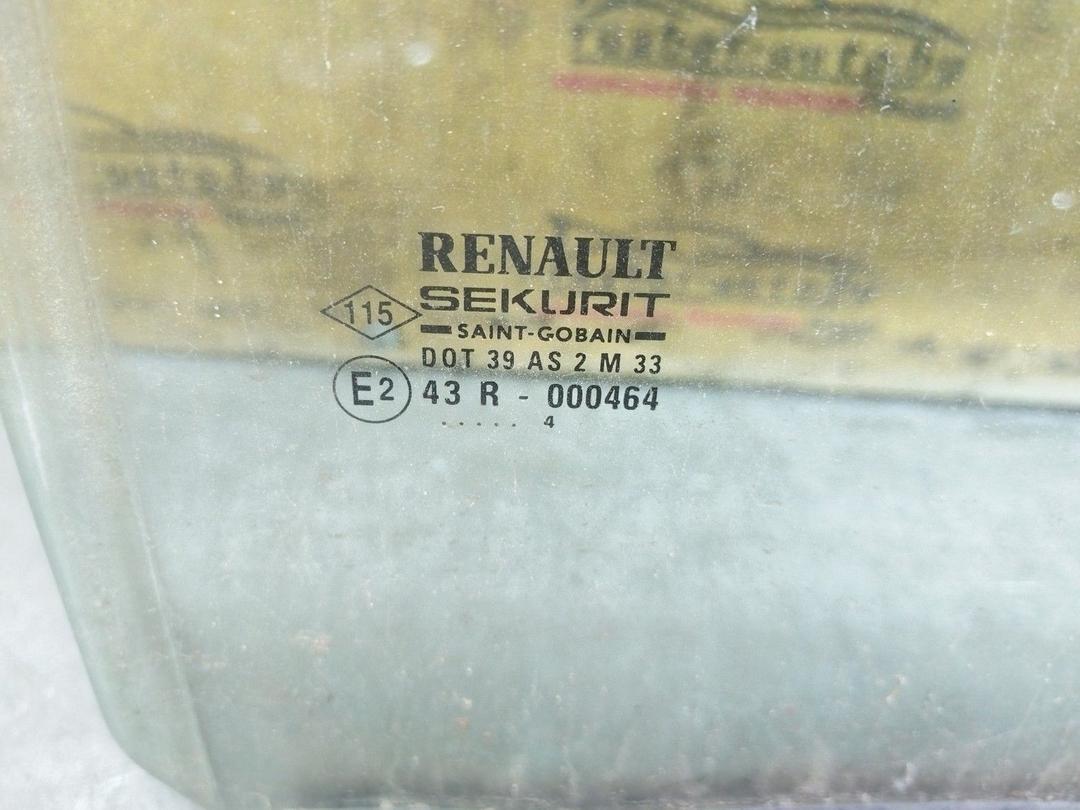 RENAULT
115
SEKURIT
SAINT-GOBAIN
DOT 39 AS 2 M 33
E2
43 R - 000464
. . . . . 4